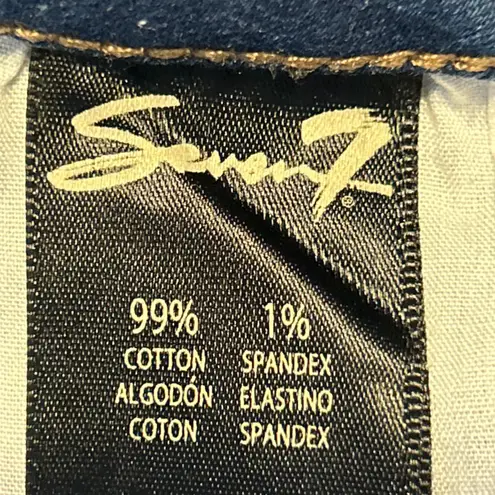 Seven7®
99% 1%
COTTON SPANDEX
ALGODÓN ELASTINO
COTON SPANDEX